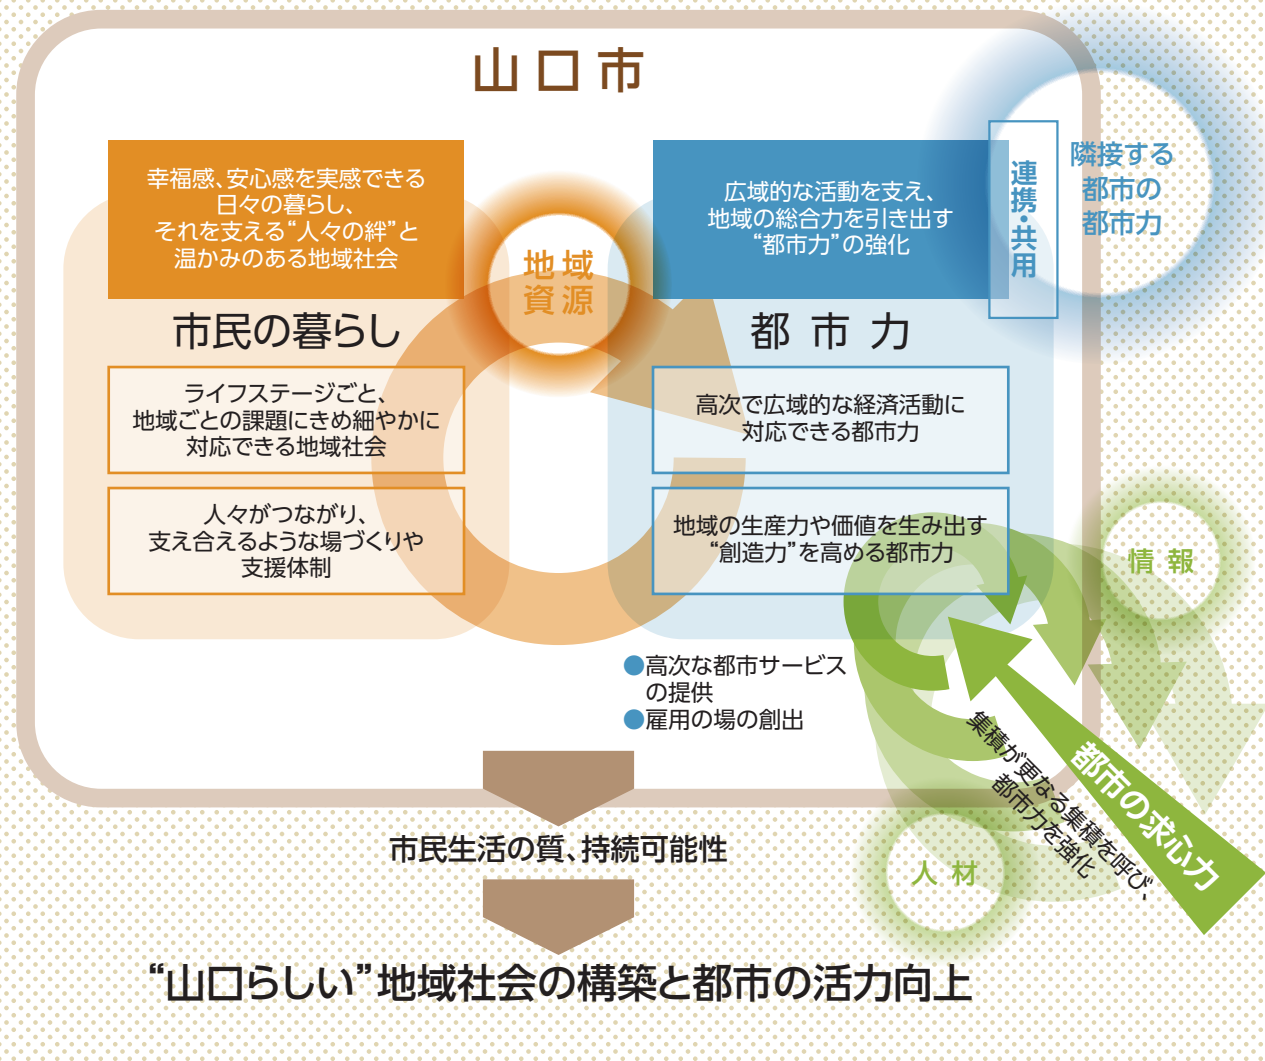 山口市
幸福感、安心感を実感できる
日々の暮らし、
それを支える“人々の絆”と
温かみのある地域社会
市民の暮らし
ライフステージごと、
地域ごとの課題にきめ細やかに
対応できる地域社会
人々がつながり、
支え合えるような場づくりや
支援体制
地域
資源
広域的な活動を支え、
地域の総合力を引き出す
“都市力”の強化
都市力
高次で広域的な経済活動に
対応できる都市力
地域の生産力や価値を生み出す
“創造力”を高める都市力
連携・共用
隣接する
都市の
都市力
●高次な都市サービス
の提供
●雇用の場の創出
情報
人材
都市の求心力
集積が更なる集積を呼び、
都市力を強化
市民生活の質、持続可能性
“山口らしい”地域社会の構築と都市の活力向上